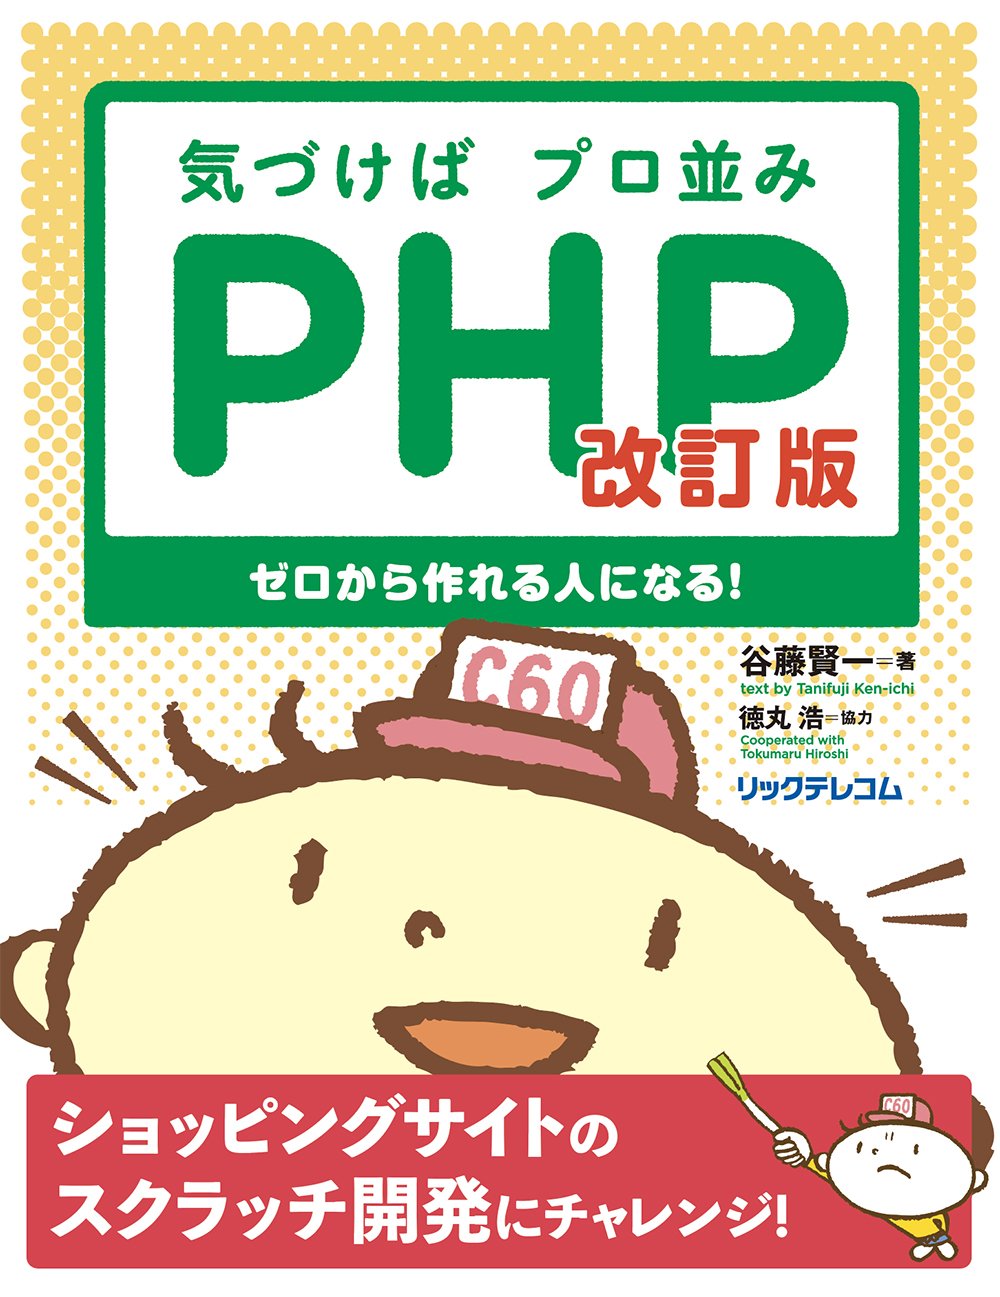 気づけば プロ並み
PHP
改訂版
ゼロから作れる人になる!
C60
谷藤賢一=著
text by Tanifuji Ken-ichi
徳丸 浩=協力
Cooperated with
Tokumaru Hiroshi
リックテレコム
ショッピングサイトの
スクラッチ開発にチャレンジ!
C60